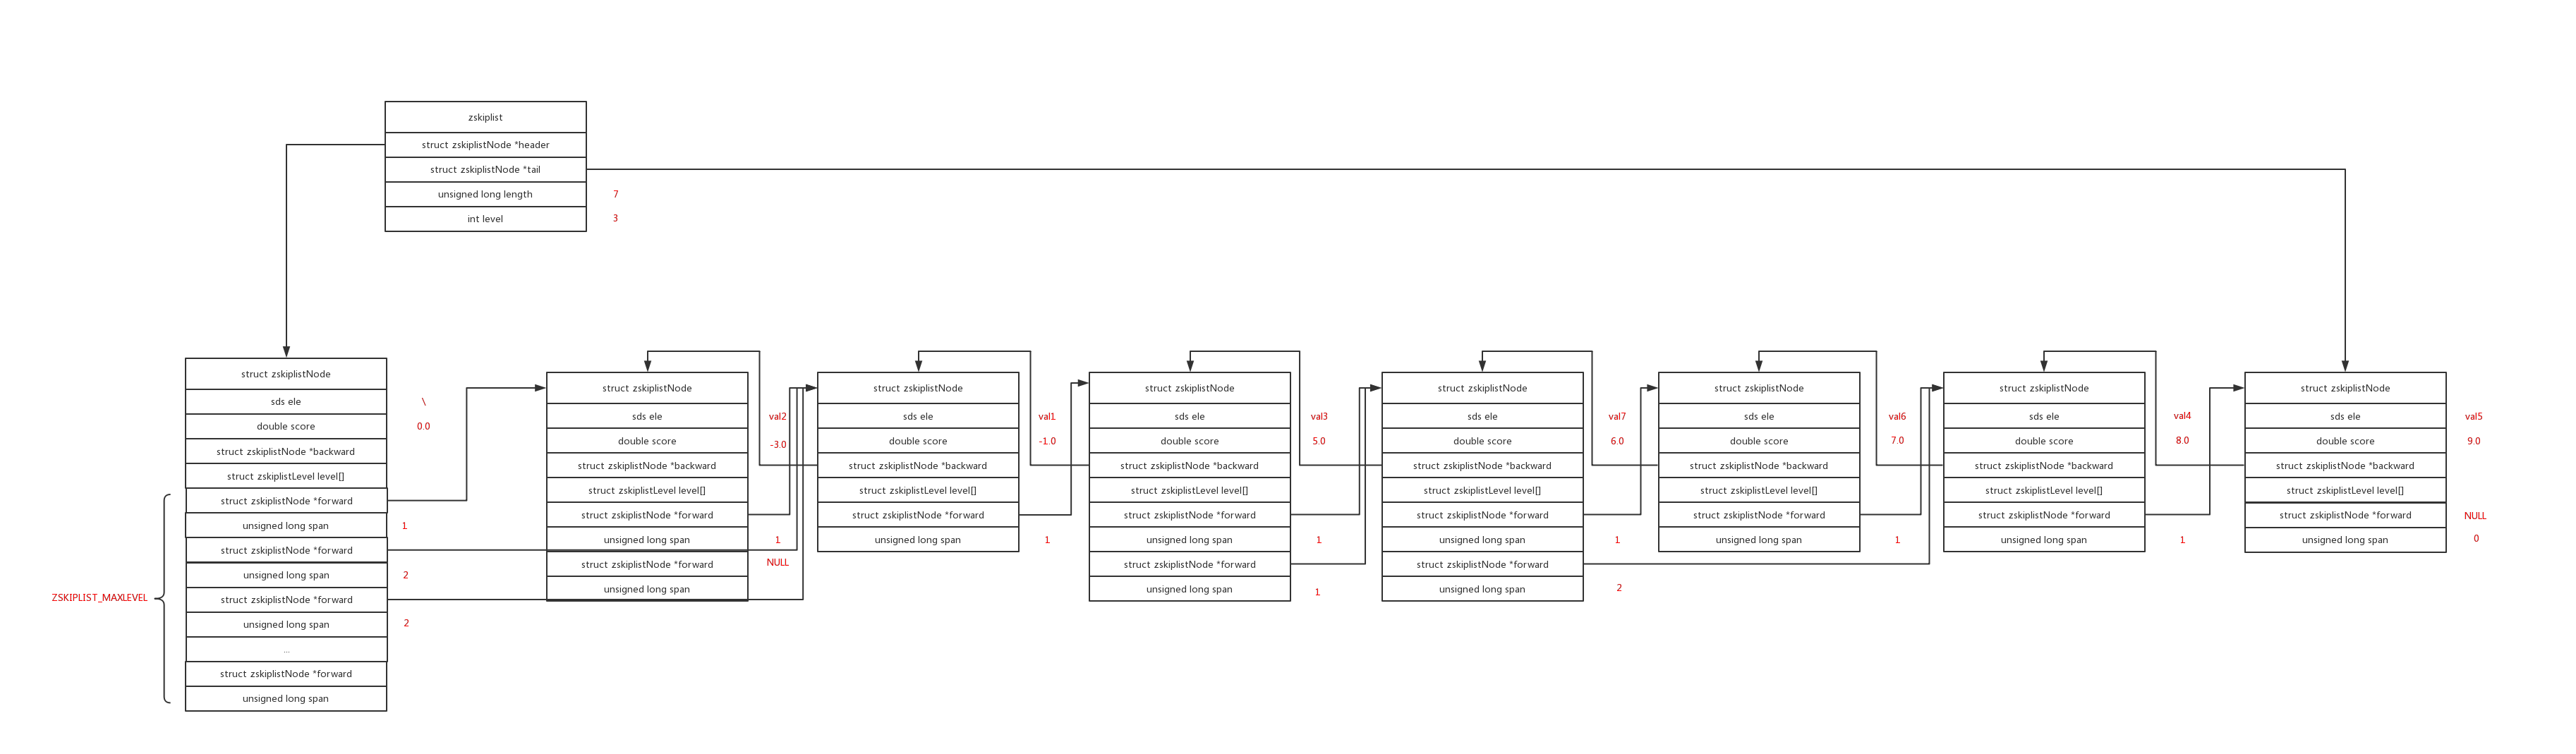 zskiplist
struct zskiplistNode *header
struct zskiplistNode *tail
unsigned long length 7
int level 3
struct zskiplistNode
sds ele \
double score 0.0
struct zskiplistNode *backward
struct zskiplistLevel level[]
struct zskiplistNode *forward
unsigned long span 1
struct zskiplistNode *forward
unsigned long span 2
ZSKIPLIST_MAXLEVEL
struct zskiplistNode *forward
unsigned long span 2
...
struct zskiplistNode *forward
unsigned long span
struct zskiplistNode
sds ele val2
double score -3.0
struct zskiplistNode *backward
struct zskiplistLevel level[]
struct zskiplistNode *forward
unsigned long span 1
struct zskiplistNode *forward NULL
unsigned long span
struct zskiplistNode
sds ele val1
double score -1.0
struct zskiplistNode *backward
struct zskiplistLevel level[]
struct zskiplistNode *forward
unsigned long span 1
struct zskiplistNode
sds ele val3
double score 5.0
struct zskiplistNode *backward
struct zskiplistLevel level[]
struct zskiplistNode *forward
unsigned long span 1
struct zskiplistNode *forward
unsigned long span 1
struct zskiplistNode
sds ele val7
double score 6.0
struct zskiplistNode *backward
struct zskiplistLevel level[]
struct zskiplistNode *forward
unsigned long span 1
struct zskiplistNode *forward
unsigned long span 2
struct zskiplistNode
sds ele val6
double score 7.0
struct zskiplistNode *backward
struct zskiplistLevel level[]
struct zskiplistNode *forward
unsigned long span 1
struct zskiplistNode
sds ele val4
double score 8.0
struct zskiplistNode *backward
struct zskiplistLevel level[]
struct zskiplistNode *forward
unsigned long span 1
struct zskiplistNode
sds ele val5
double score 9.0
struct zskiplistNode *backward
struct zskiplistLevel level[]
struct zskiplistNode *forward NULL
unsigned long span 0